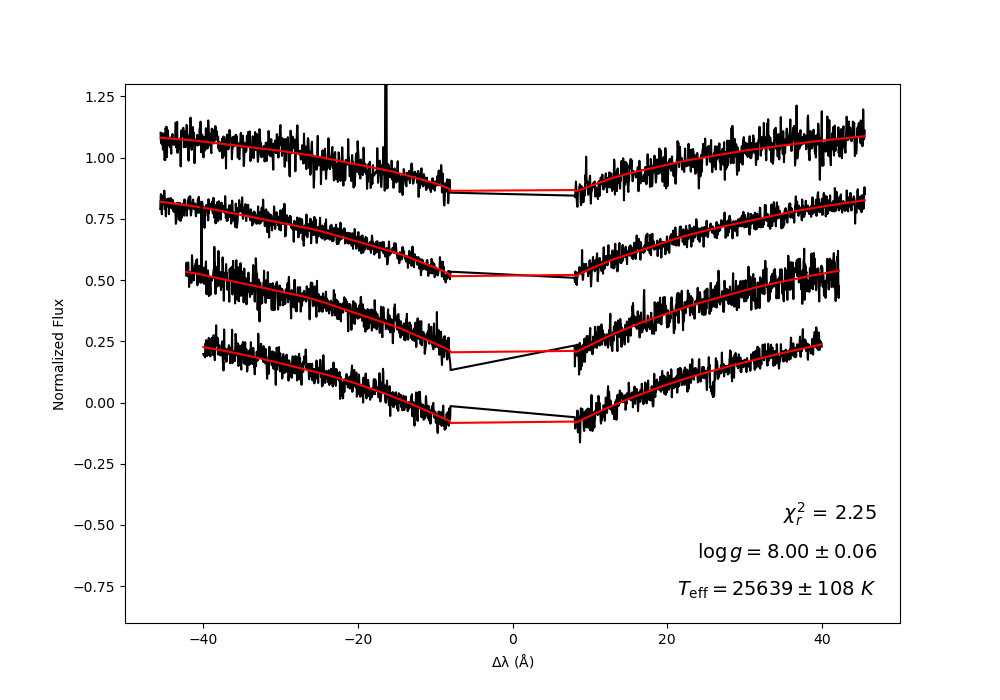 1.25
1.00
0.75
0.50
0.25
0.00
−0.25
−0.50
−0.75
Normalized Flux
χ²ᵣ = 2.25
log g = 8.00 ± 0.06
T_eff = 25639 ± 108 K
−40 −20 0 20 40
Δλ (Å)